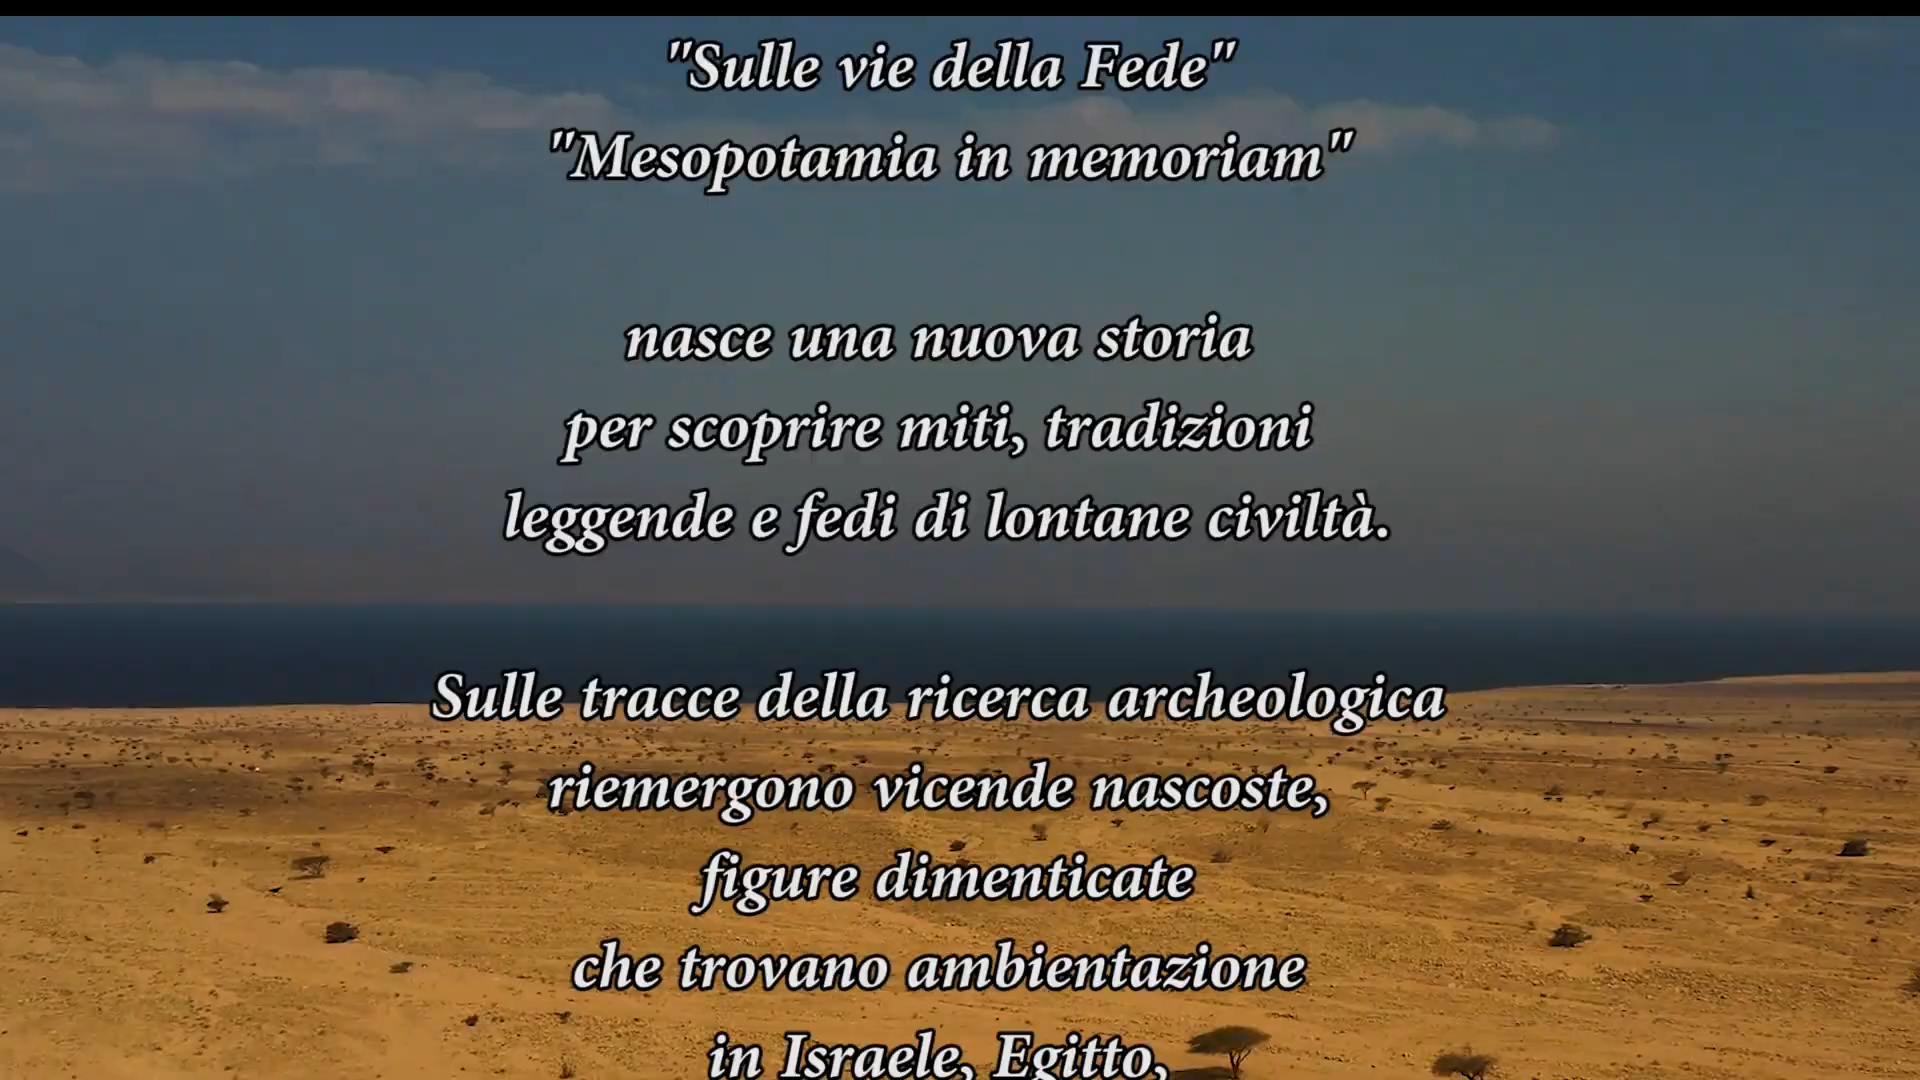 "Sulle vie della Fede"
"Mesopotamia in memoriam"
nasce una nuova storia
per scoprire miti, tradizioni
leggende e fedi di lontane civiltà.
Sulle tracce della ricerca archeologica
riemergono vicende nascoste,
figure dimenticate
che trovano ambientazione
in Israele, Egitto,